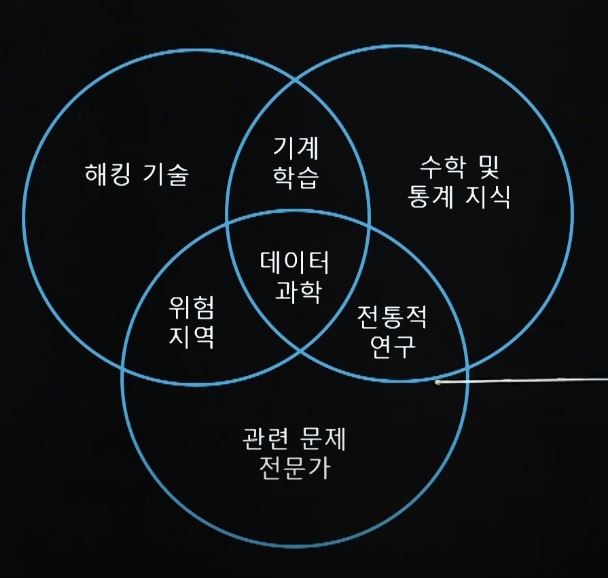 기계
학습
해킹 기술
수학 및
통계 지식
데이터
과학
위험
지역
전통적
연구
관련 문제
전문가